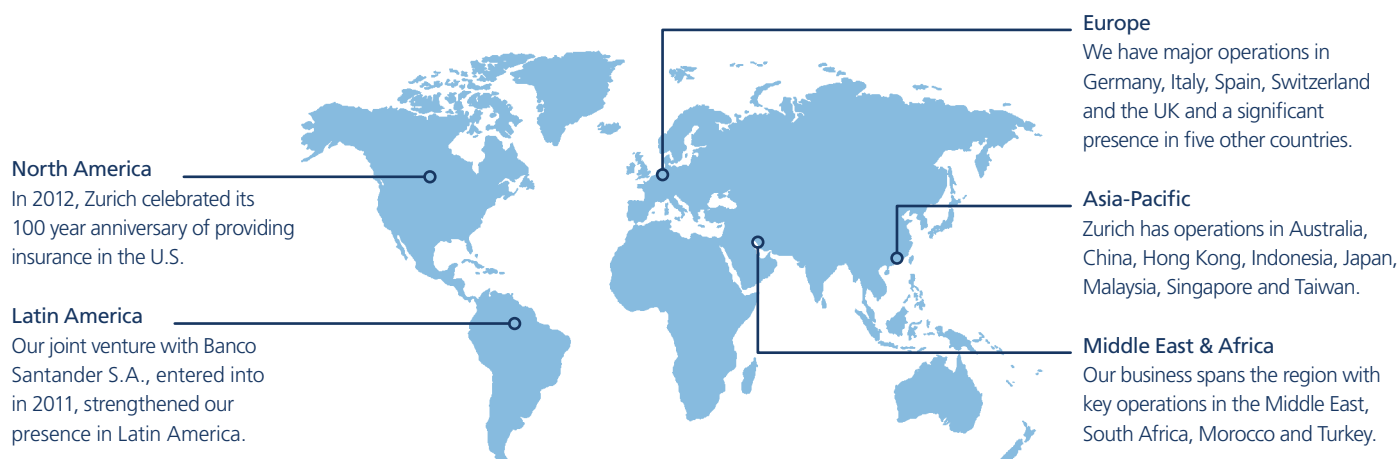 North America
In 2012, Zurich celebrated its
100 year anniversary of providing
insurance in the U.S.
Latin America
Our joint venture with Banco
Santander S.A., entered into
in 2011, strengthened our
presence in Latin America.
Europe
We have major operations in
Germany, Italy, Spain, Switzerland
and the UK and a significant
presence in five other countries.
Asia-Pacific
Zurich has operations in Australia,
China, Hong Kong, Indonesia, Japan,
Malaysia, Singapore and Taiwan.
Middle East & Africa
Our business spans the region with
key operations in the Middle East,
South Africa, Morocco and Turkey.